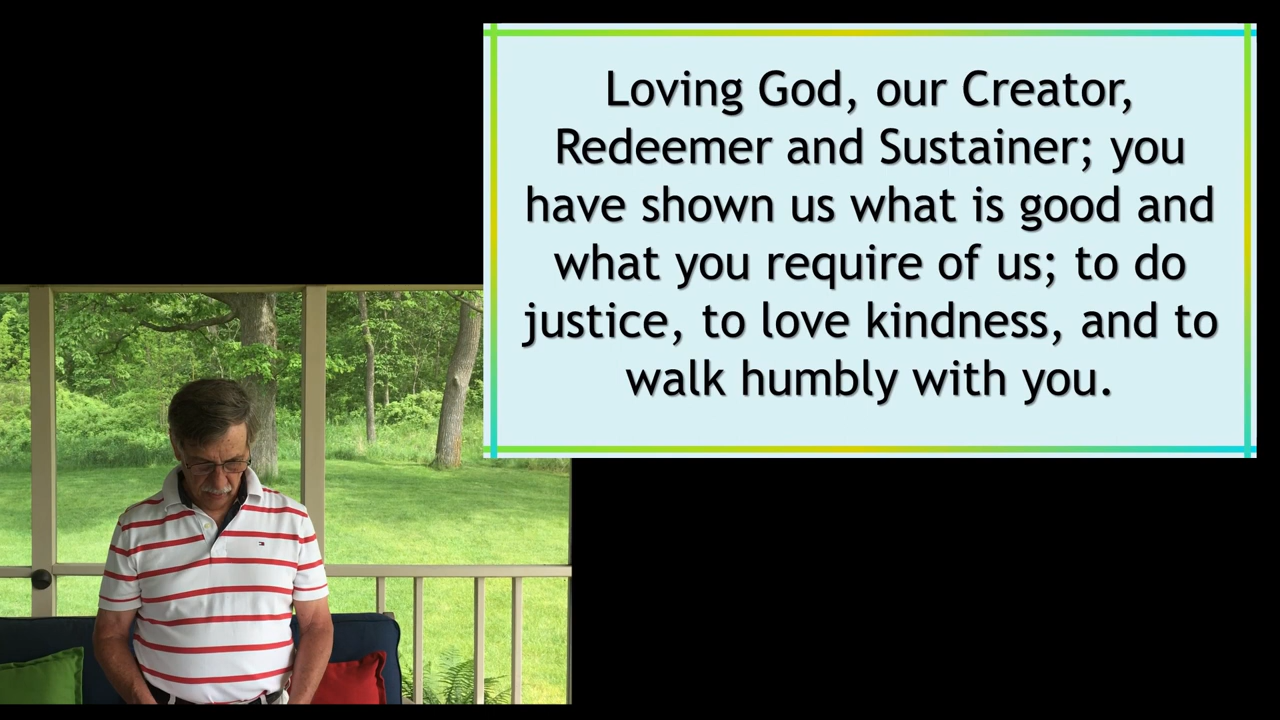 Loving God, our Creator,
Redeemer and Sustainer; you
have shown us what is good and
what you require of us; to do
justice, to love kindness, and to
walk humbly with you.